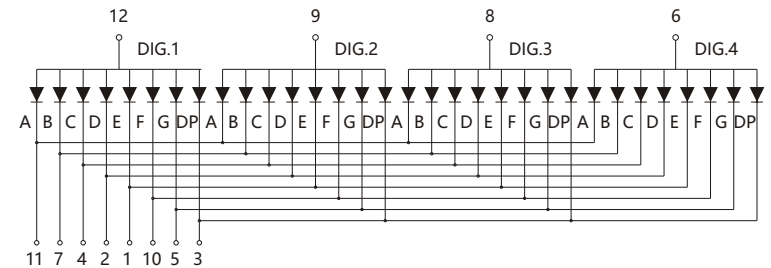 12 9 8 6
DIG.1 DIG.2 DIG.3 DIG.4
A B C D E F G DP A B C D E F G DP A B C D E F G DP A B C D E F G DP
11 7 4 2 1 10 5 3